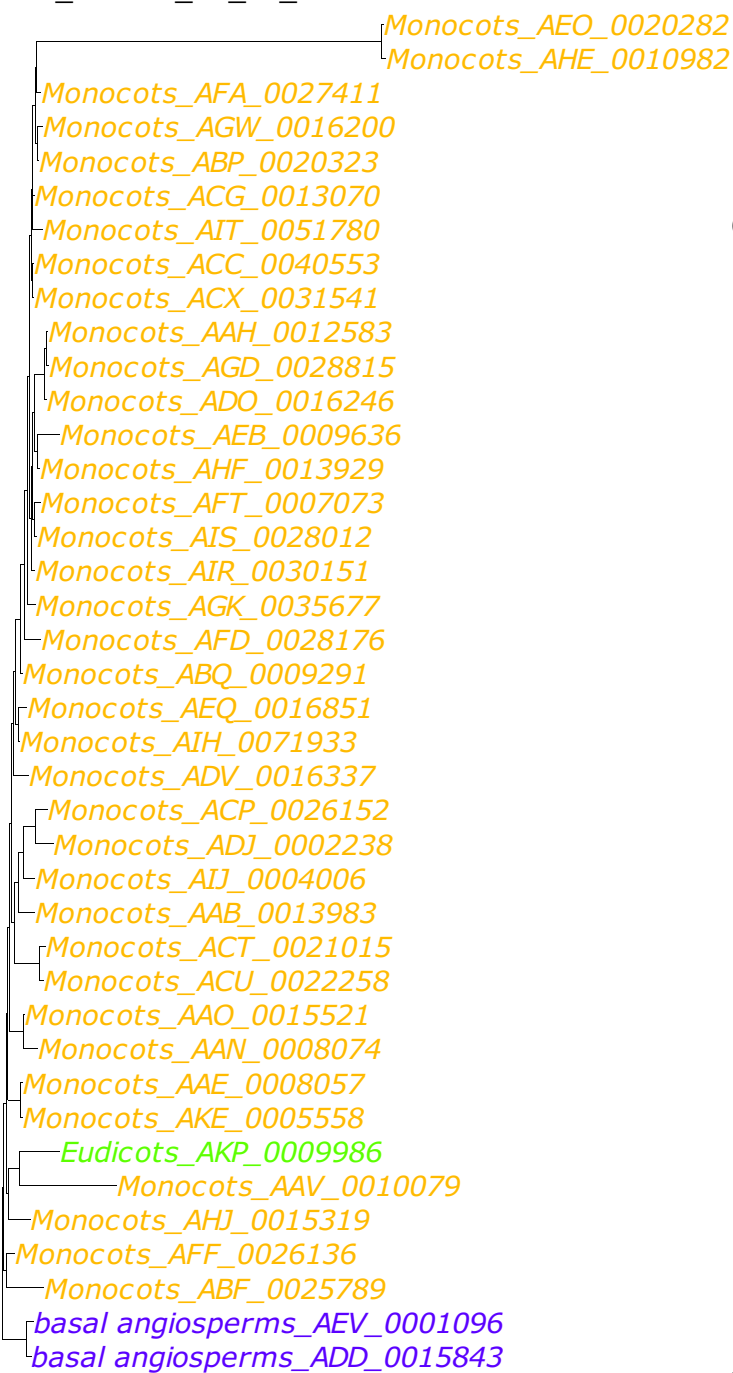 Monocots_AEO_0020282
Monocots_AHE_0010982
Monocots_AFA_0027411
Monocots_AGW_0016200
Monocots_ABP_0020323
Monocots_ACG_0013070
Monocots_AIT_0051780
Monocots_ACC_0040553
Monocots_ACX_0031541
Monocots_AAH_0012583
Monocots_AGD_0028815
Monocots_ADO_0016246
Monocots_AEB_0009636
Monocots_AHF_0013929
Monocots_AFT_0007073
Monocots_AIS_0028012
Monocots_AIR_0030151
Monocots_AGK_0035677
Monocots_AFD_0028176
Monocots_ABQ_0009291
Monocots_AEQ_0016851
Monocots_AIH_0071933
Monocots_ADV_0016337
Monocots_ACP_0026152
Monocots_ADJ_0002238
Monocots_AIJ_0004006
Monocots_AAB_0013983
Monocots_ACT_0021015
Monocots_ACU_0022258
Monocots_AAO_0015521
Monocots_AAN_0008074
Monocots_AAE_0008057
Monocots_AKE_0005558
Eudicots_AKP_0009986
Monocots_AAV_0010079
Monocots_AHJ_0015319
Monocots_AFF_0026136
Monocots_ABF_0025789
basal angiosperms_AEV_0001096
basal angiosperms_ADD_0015843